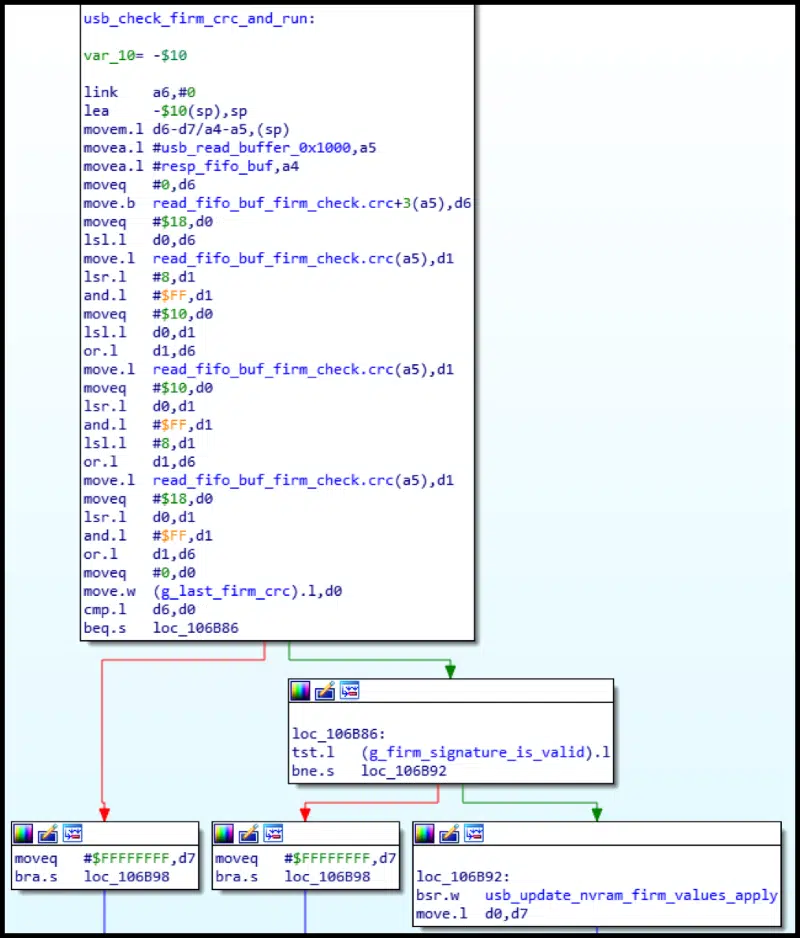 usb_check_firm_crc_and_run:
var_10= -$10
link a6,#0
lea -$10(sp),sp
movem.l d6-d7/a4-a5,(sp)
movea.l #usb_read_buffer_0x1000,a5
movea.l #resp_fifo_buf,a4
moveq #0,d6
move.b read_fifo_buf_firm_check.crc+3(a5),d6
moveq #$18,d0
lsl.l d0,d6
move.l read_fifo_buf_firm_check.crc(a5),d1
lsr.l #8,d1
and.l #$FF,d1
moveq #$10,d0
lsl.l d0,d1
or.l d1,d6
move.l read_fifo_buf_firm_check.crc(a5),d1
moveq #$10,d0
lsr.l d0,d1
and.l #$FF,d1
lsl.l #8,d1
or.l d1,d6
move.l read_fifo_buf_firm_check.crc(a5),d1
moveq #$18,d0
lsr.l d0,d1
and.l #$FF,d1
or.l d1,d6
moveq #0,d0
move.w (g_last_firm_crc).l,d0
cmp.l d6,d0
beq.s loc_106B86
loc_106B86:
tst.l (g_firm_signature_is_valid).l
bne.s loc_106B92
moveq #$FFFFFFFF,d7
bra.s loc_106B98
moveq #$FFFFFFFF,d7
bra.s loc_106B98
loc_106B92:
bsr.w usb_update_nvram_firm_values_apply
move.l d0,d7